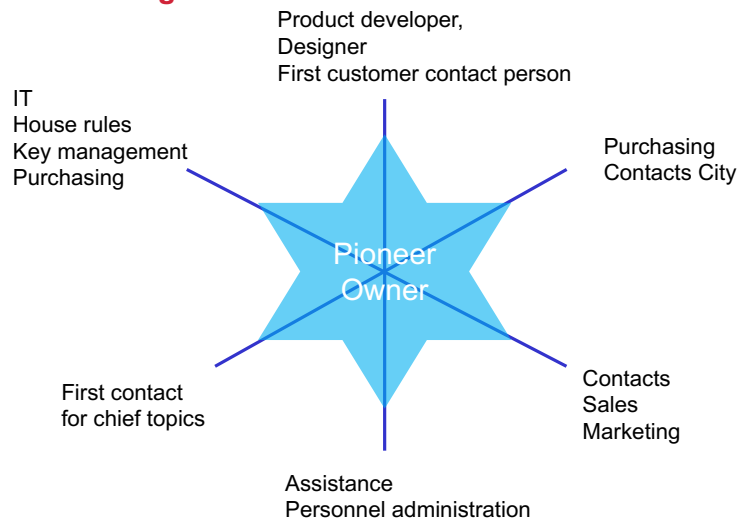 Product developer,
Designer
First customer contact person
IT
House rules
Key management
Purchasing
Purchasing
Contacts City
Pioneer
Owner
First contact
for chief topics
Contacts
Sales
Marketing
Assistance
Personnel administration